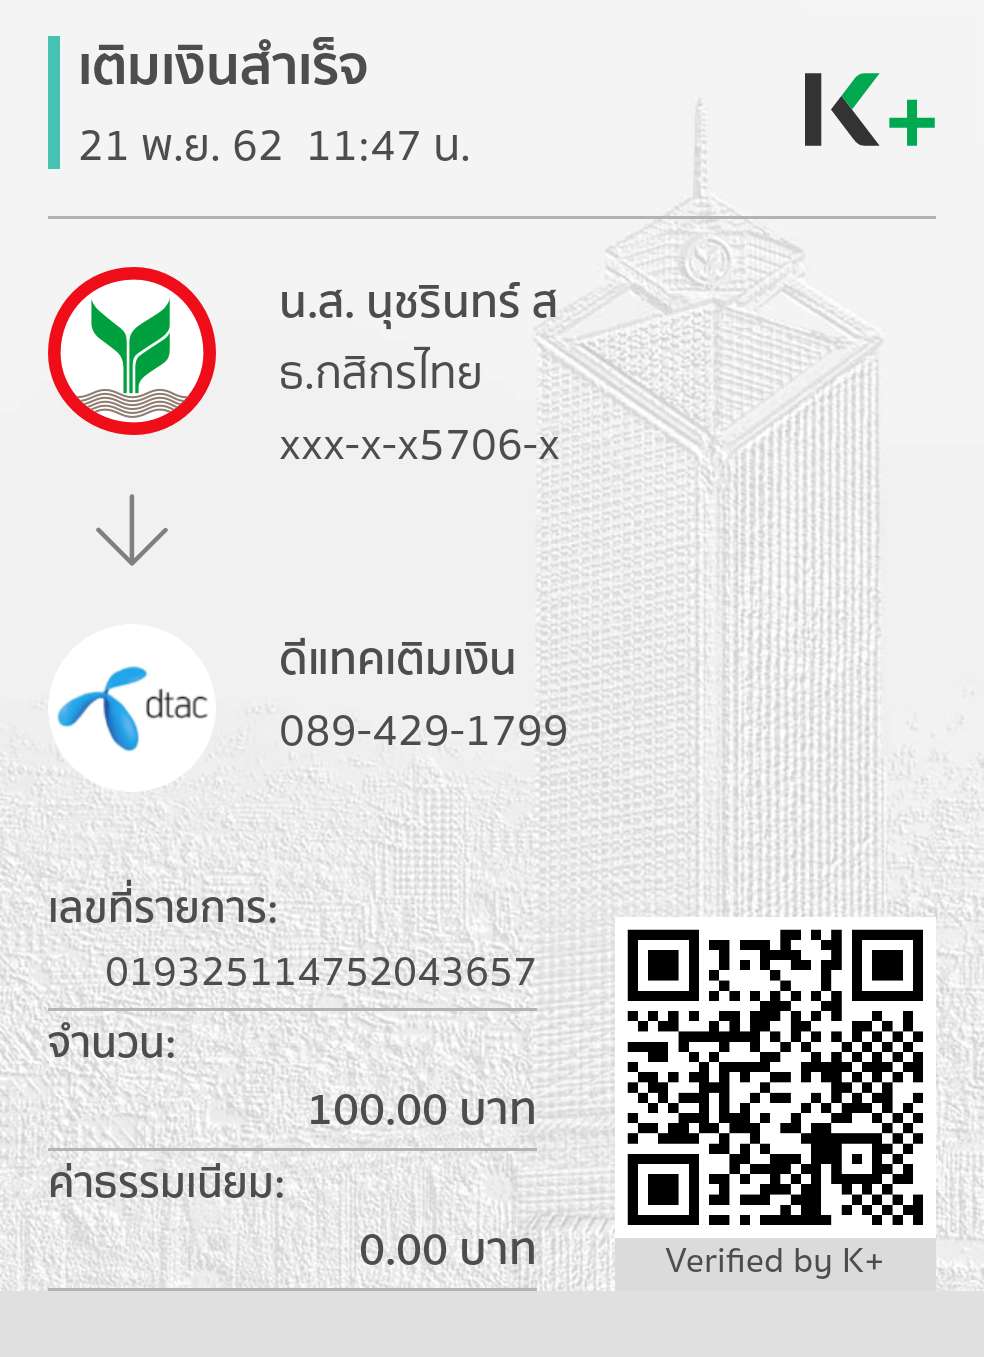 เติมเงินสำเร็จ
21 พ.ย. 62 11:47 น.
K+
น.ส. นุชรินทร์ ส
ธ.กสิกรไทย
xxx-x-x5706-x
dtac
ดีแทคเติมเงิน
089-429-1799
เลขที่รายการ:
019325114752043657
จำนวน:
100.00 บาท
ค่าธรรมเนียม:
0.00 บาท
Verified by K+